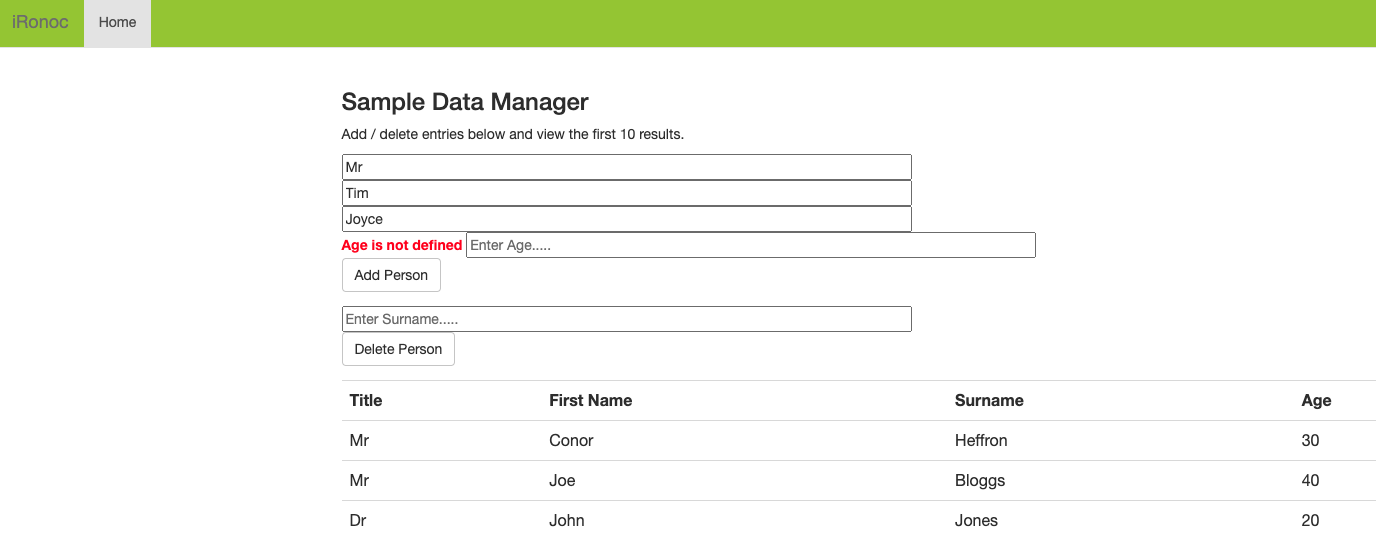 iRonoc Home
Sample Data Manager
Add / delete entries below and view the first 10 results.
Mr
Tim
Joyce
Age is not defined Enter Age.....
Add Person
Enter Surname.....
Delete Person
Title First Name Surname Age
Mr Conor Heffron 30
Mr Joe Bloggs 40
Dr John Jones 20